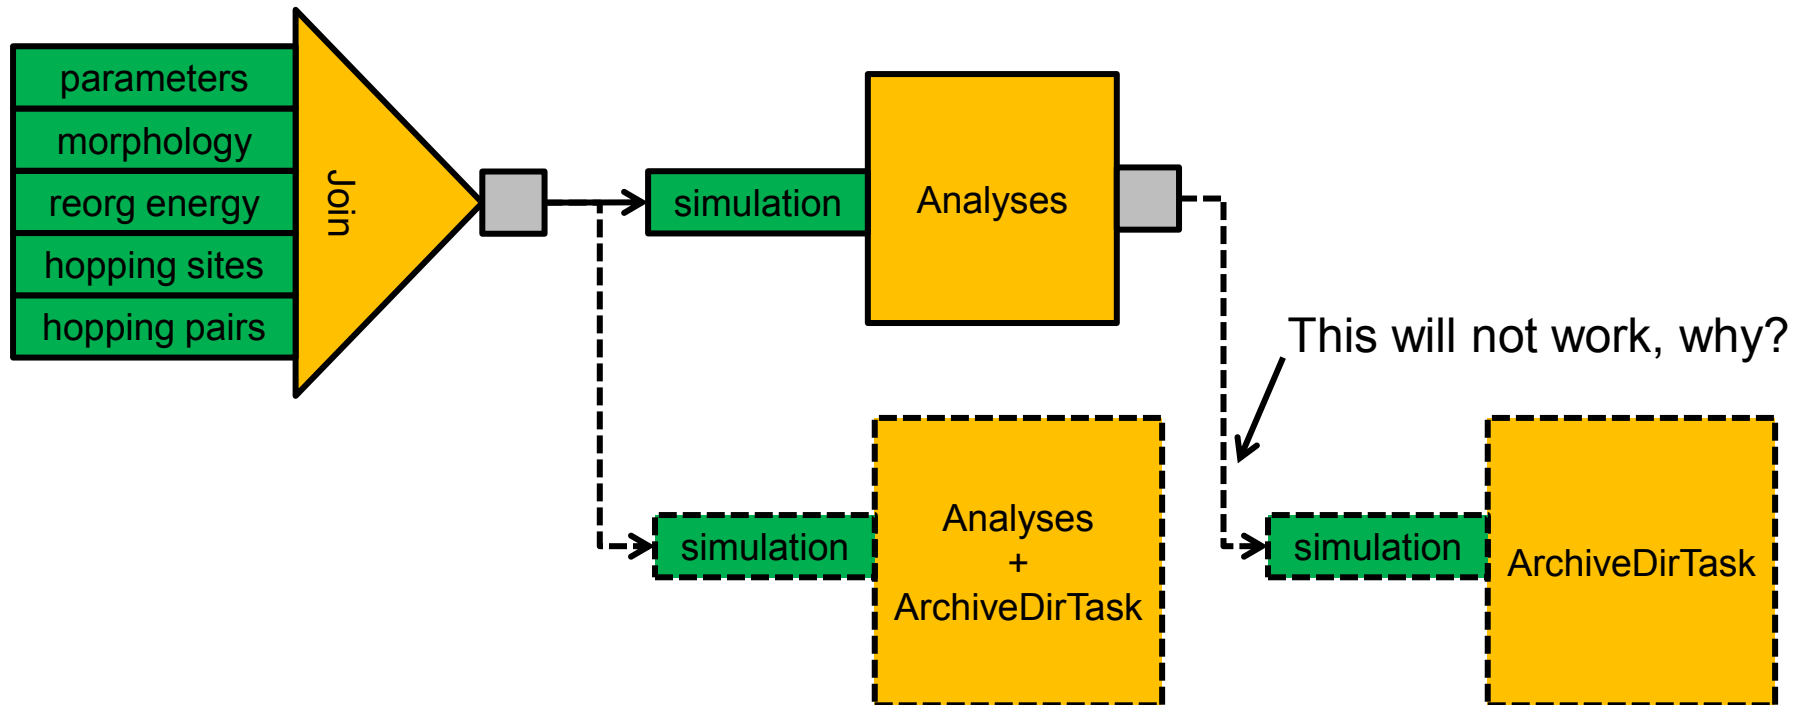 parameters
morphology
reorg energy
hopping sites
hopping pairs
Join
simulation
Analyses
This will not work, why?
simulation
Analyses
+
ArchiveDirTask
simulation
ArchiveDirTask